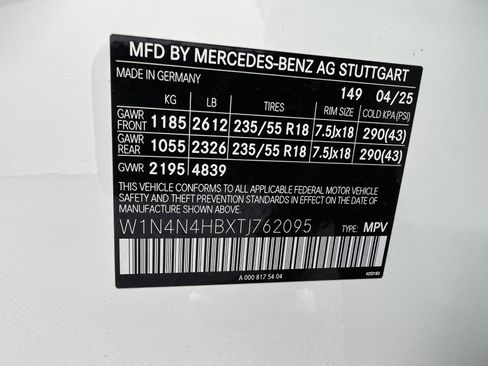 MFD BY MERCEDES-BENZ AG STUTTGART
MADE IN GERMANY 149 04/25
KG LB TIRES RIM SIZE COLD KPA(PSI)
GAWR FRONT 1185 2612 235/55 R18 7.5Jx18 290(43)
GAWR REAR 1055 2326 235/55 R18 7.5Jx18 290(43)
GVWR 2195 4839
THIS VEHICLE CONFORMS TO ALL APPLICABLE FEDERAL MOTOR VEHICLE
SAFETY AND THEFT PREVENTION STANDARDS IN EFFECT ON THE DATE
OF MANUFACTURE SHOWN ABOVE.
W1N4N4HBXTJ762095 TYPE: MPV
A 000 817 54 04